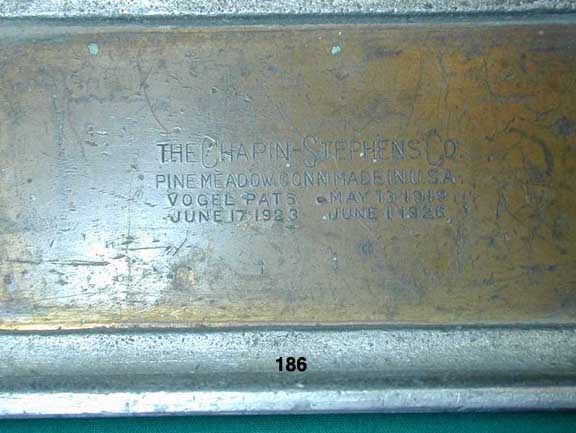 THE CHAPIN-STEPHENS CO.
PINE MEADOW, CONN. MADE IN U.S.A.
VOGEL PATS MAY 13 1919
JUNE 17 1923 JUNE 1 1926
186